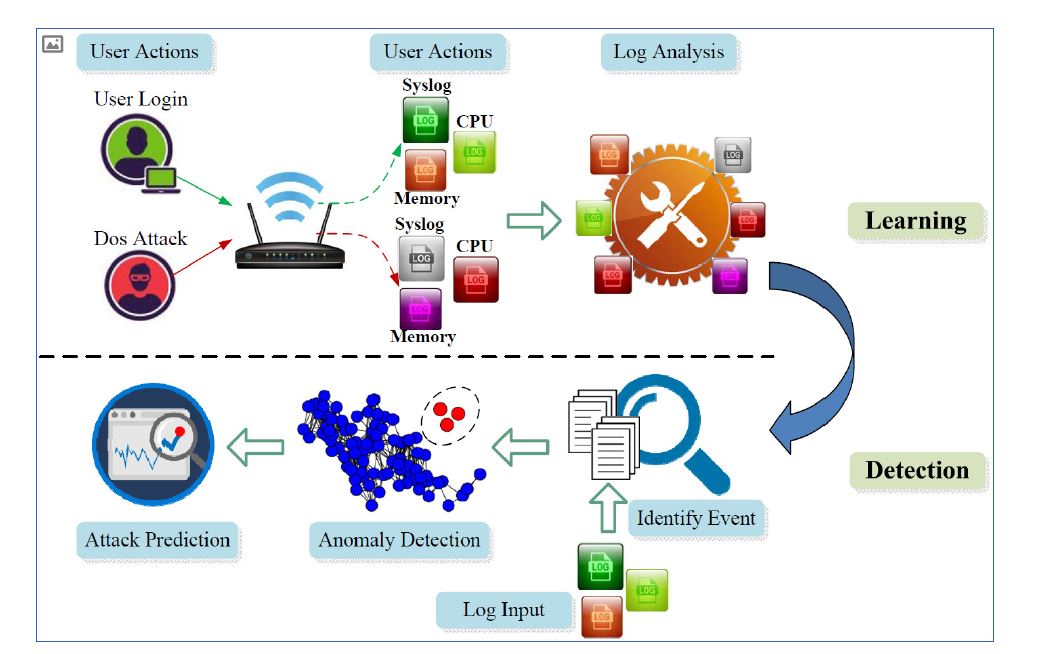 User Actions
User Actions
Log Analysis
User Login
Syslog
LOG
CPU
LOG
LOG
Memory
Dos Attack
Syslog
LOG
CPU
LOG
LOG
Memory
LOG
LOG
LOG
LOG
LOG
LOG
Learning
Detection
Identify Event
Anomaly Detection
Attack Prediction
LOG
LOG
LOG
Log Input